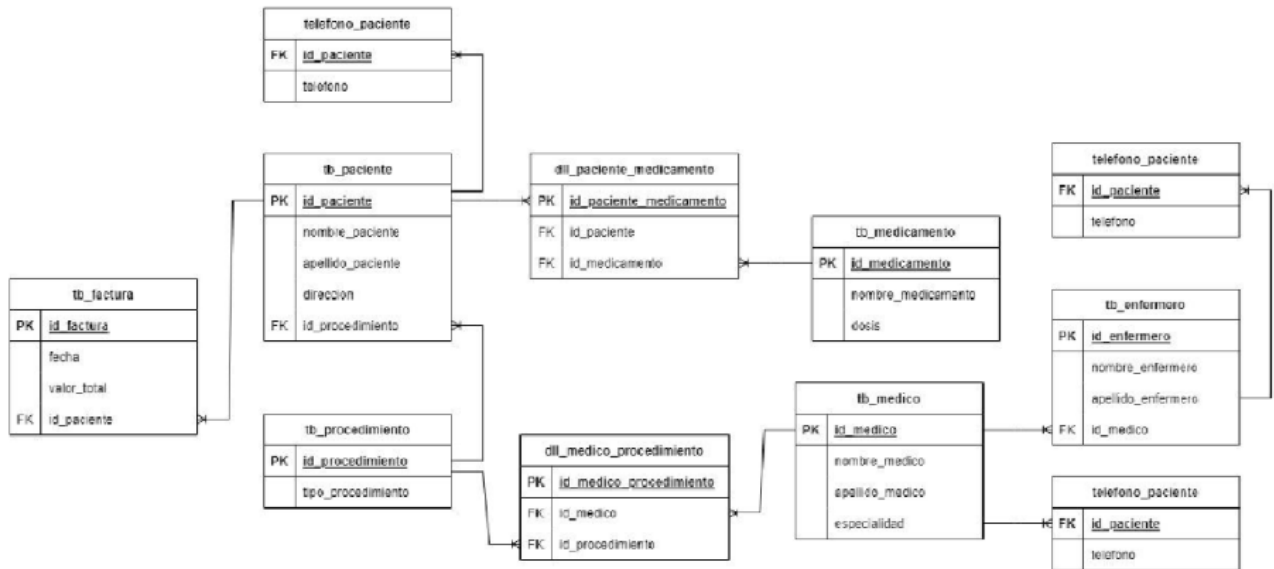 telefono_paciente
FK id_paciente
telefono
tb_paciente
PK id_paciente
nombre_paciente
apellido_paciente
direccion
FK id_procedimiento
dll_paciente_medicamento
PK id_paciente_medicamento
FK id_paciente
FK id_medicamento
tb_medicamento
PK id_medicamento
nombre_medicamento
dosis
telefono_paciente
FK id_paciente
telefono
tb_factura
PK id_factura
fecha
valor_total
FK id_paciente
tb_enfermero
PK id_enfermero
nombre_enfermero
apellido_enfermero
FK id_medico
tb_procedimiento
PK id_procedimiento
tipo_procedimiento
dll_medico_procedimiento
PK id_medico_procedimiento
FK id_medico
FK id_procedimiento
tb_medico
PK id_medico
nombre_medico
apellido_medico
especialidad
telefono_paciente
FK id_paciente
telefono